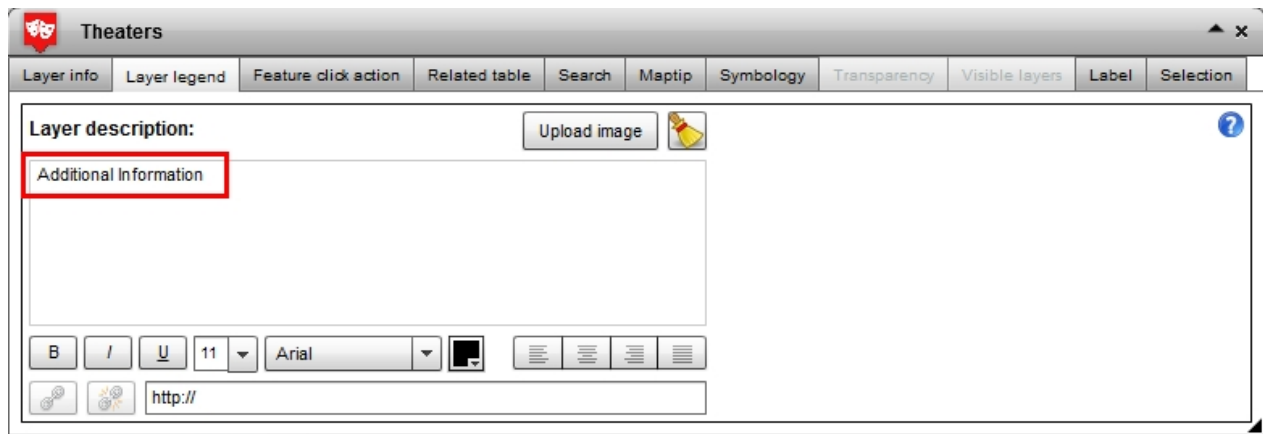 Theaters
Layer info Layer legend Feature click action Related table Search Maptip Symbology Transparency Visible layers Label Selection
Layer description: Upload image
Additional Information
B I U 11 Arial
http://